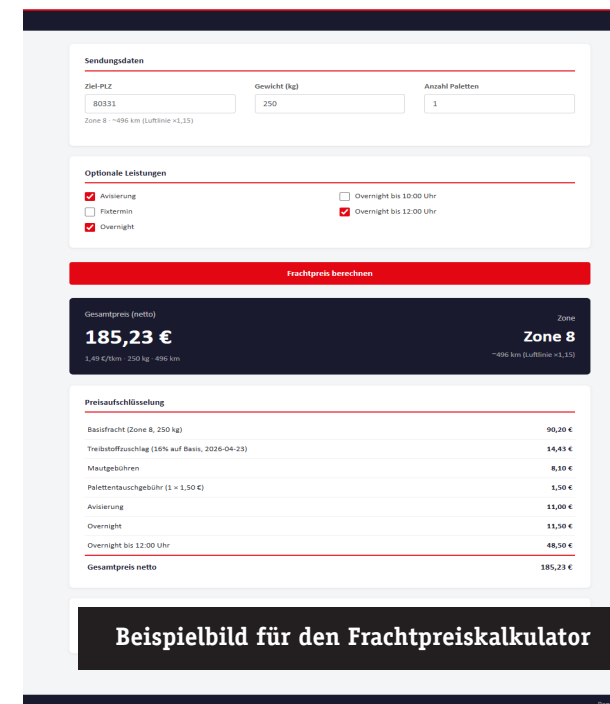 Sendungsdaten
Ziel-PLZ Gewicht (kg) Anzahl Paletten
80331 250 1
Zone 8 · ~496 km (Luftlinie ×1,15)
Optionale Leistungen
Avisierung Overnight bis 10:00 Uhr
Fixtermin Overnight bis 12:00 Uhr
Overnight
Frachtpreis berechnen
Gesamtpreis (netto) Zone
185,23 € Zone 8
1,49 €/tkm · 250 kg · 496 km ~496 km (Luftlinie ×1,15)
Preisaufschlüsselung
Basisfracht (Zone 8, 250 kg) 90,20 €
Treibstoffzuschlag (16% auf Basis, 2026-04-23) 14,43 €
Mautgebühren 8,10 €
Palettentauschgebühr (1 × 1,50 €) 1,50 €
Avisierung 11,00 €
Overnight 11,50 €
Overnight bis 12:00 Uhr 48,50 €
Gesamtpreis netto 185,23 €
Beispielbild für den Frachtpreiskalkulator